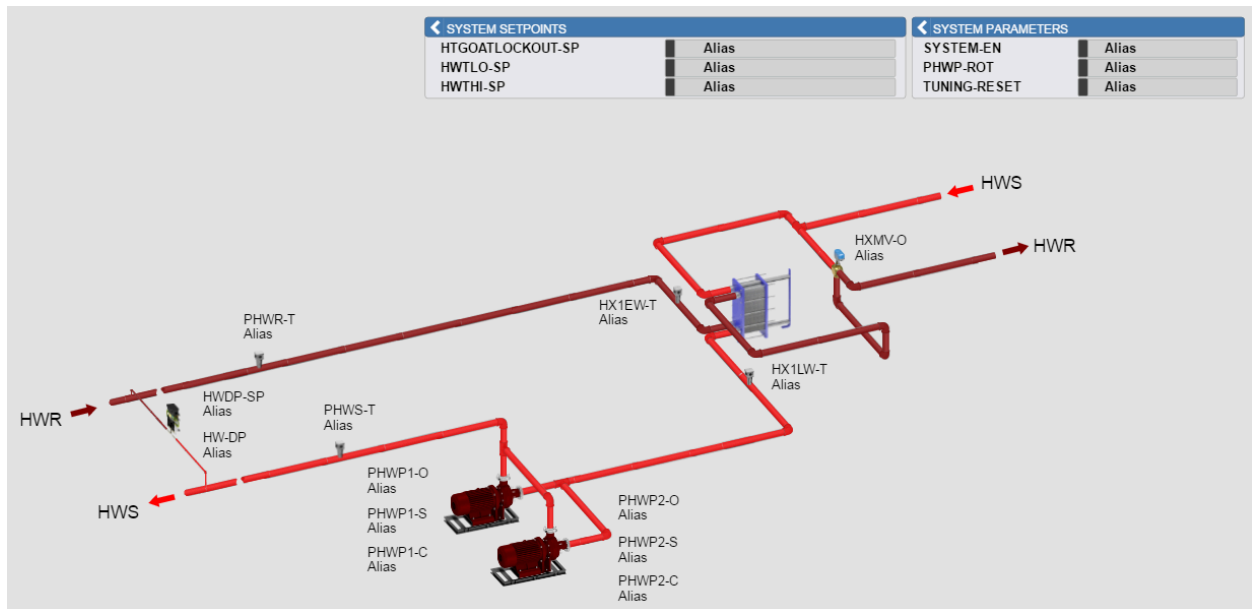 SYSTEM SETPOINTS
HTGOATLOCKOUT-SP Alias
HWTLO-SP Alias
HWTHI-SP Alias
SYSTEM PARAMETERS
SYSTEM-EN Alias
PHWP-ROT Alias
TUNING-RESET Alias
HWS
HWR
HXMV-O
Alias
HX1EW-T
Alias
PHWR-T
Alias
HX1LW-T
Alias
HWR
HWDP-SP
Alias
HW-DP
Alias
PHWS-T
Alias
HWS
PHWP1-O
Alias
PHWP1-S
Alias
PHWP1-C
Alias
PHWP2-O
Alias
PHWP2-S
Alias
PHWP2-C
Alias